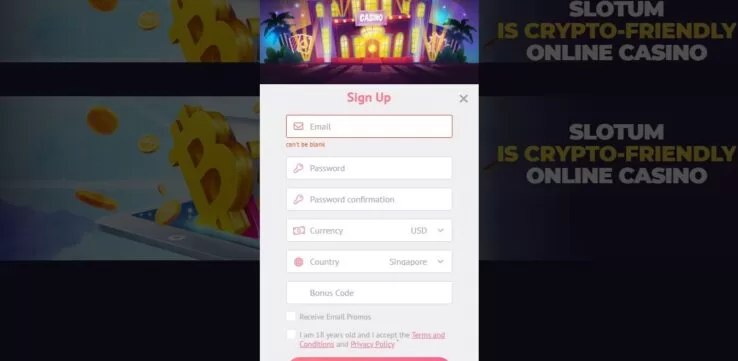 CASINO
SLOTUM
IS CRYPTO-FRIENDLY
ONLINE CASINO
Sign Up
Email
can't be blank
Password
Password confirmation
Currency USD
Country Singapore
Bonus Code
Receive Email Promos
I am 18 years old and I accept the Terms and
Conditions and Privacy Policy
SLOTUM
IS CRYPTO-FRIENDLY
ONLINE CASINO